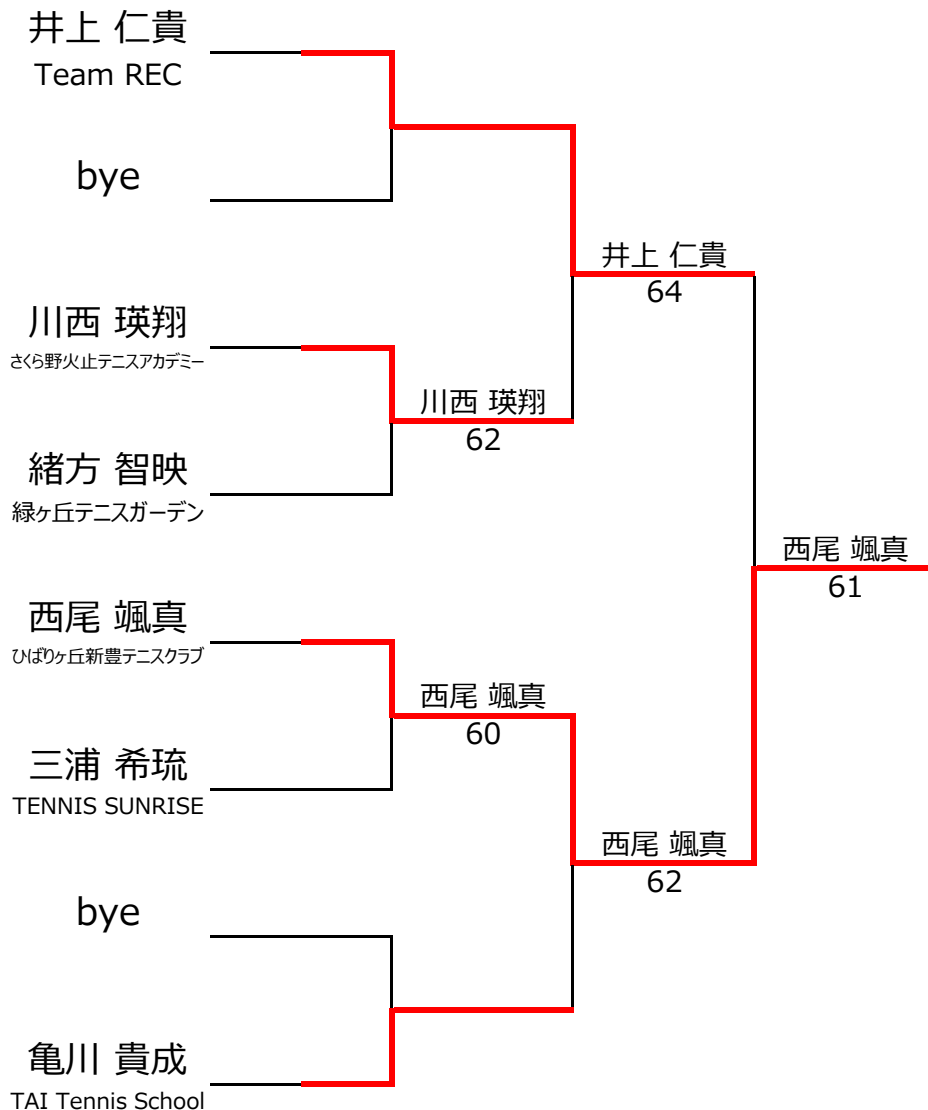 井上 仁貴
Team REC
bye
川西 瑛翔
さくら野火止テニスアカデミー
緒方 智映
緑ヶ丘テニスガーデン
西尾 颯真
ひばりヶ丘新豊テニスクラブ
三浦 希琉
TENNIS SUNRISE
bye
亀川 貴成
TAI Tennis School
川西 瑛翔
62
西尾 颯真
60
井上 仁貴
64
西尾 颯真
62
西尾 颯真
61